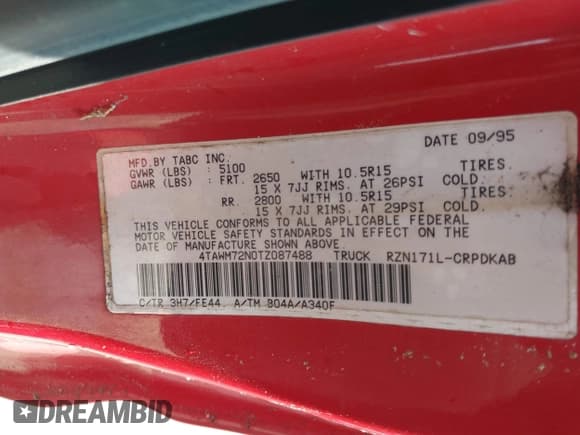 DATE 09/95
MFD.BY TABC INC.
GVWR (LBS) : 5100
GAWR (LBS) : FRT. 2650 WITH 10.5R15 TIRES.
15 X 7JJ RIMS. AT 26PSI COLD.
RR. 2800 WITH 10.5R15 TIRES.
15 X 7JJ RIMS. AT 29PSI COLD.
THIS VEHICLE CONFORMS TO ALL APPLICABLE FEDERAL
MOTOR VEHICLE SAFETY STANDARDS IN EFFECT ON THE
DATE OF MANUFACTURE SHOWN ABOVE.
4TAWM72N0TZ087488 TRUCK RZN171L-CRPDKAB
C/TR 3H7/FE44 A/TM B04A/A340F
DREAMBID